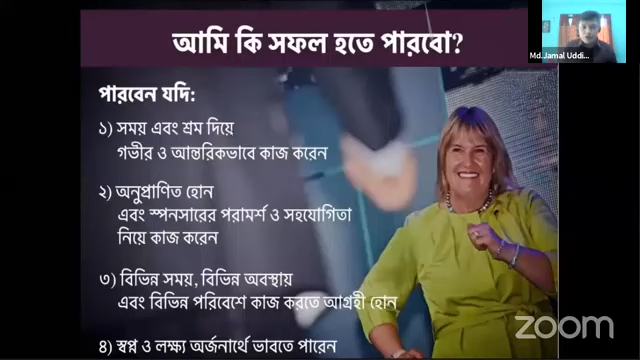 আমি কি সফল হতে পারবো?
Md.Jamal Uddi...
পারবেন যদি:
১) সময় এবং শ্রম দিয়ে
গভীর ও আন্তরিকভাবে কাজ করেন
২) অনুপ্রাণিত হোন
এবং স্পনসারের পরামর্শ ও সহযোগিতা
নিয়ে কাজ করেন
৩) বিভিন্ন সময়, বিভিন্ন অবস্থায়
এবং বিভিন্ন পরিবেশে কাজ করতে আগ্রহী হোন
৪) স্বপ্ন ও লক্ষ্য অর্জনার্থে ভাবতে পারেন
zoom